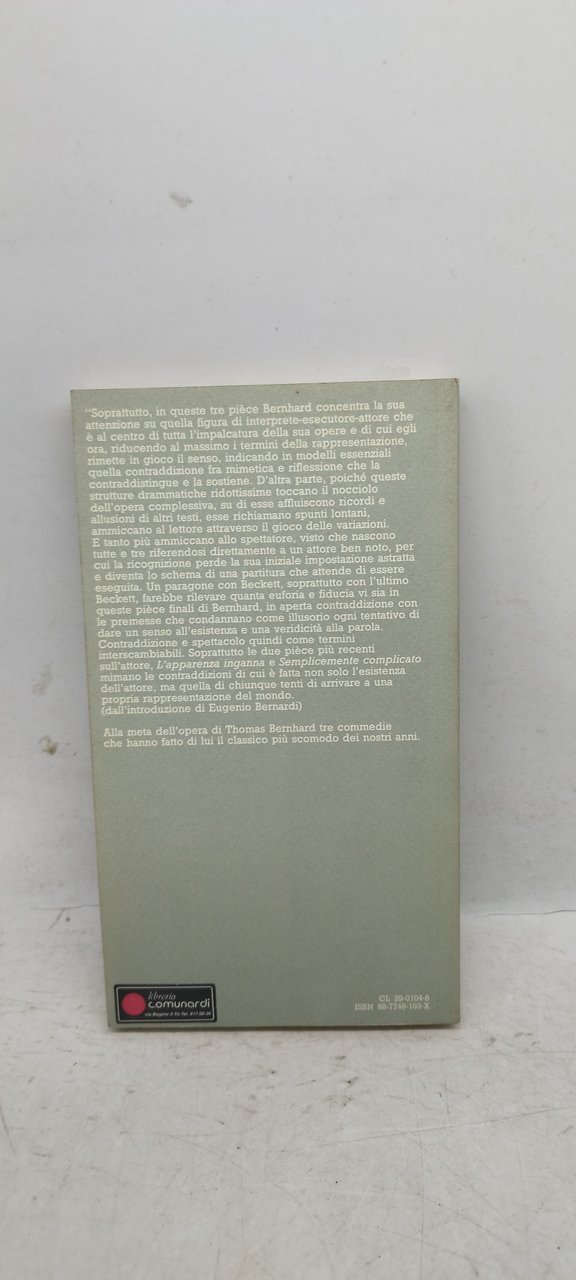 "Soprattutto, in queste tre pièce Bernhard concentra la sua
attenzione su quella figura di interprete-esecutore-attore che
è al centro di tutta l'impalcatura della sua opere e di cui egli
ora, riducendo al massimo i termini della rappresentazione,
rimette in gioco il senso, indicando in modelli essenziali
quella contraddizione fra mimetica e riflessione che la
contraddistingue e la sostiene. D'altra parte, poiché queste
strutture drammatiche ridottissime toccano il nocciolo
dell'opera complessiva, su di esse affluiscono ricordi e
allusioni di altri testi, esse richiamano spunti lontani,
ammiccano al lettore attraverso il gioco delle variazioni.
E tanto più ammiccano allo spettatore, visto che nascono
tutte e tre riferendosi direttamente a un attore ben noto, per
cui la ricognizione perde la sua iniziale impostazione astratta
e diventa lo schema di una partitura che attende di essere
eseguita. Un paragone con Beckett, soprattutto con l'ultimo
Beckett, farebbe rilevare quanta euforia e fiducia vi sia in
queste pièce finali di Bernhard, in aperta contraddizione con
le premesse che condannano come illusorio ogni tentativo di
dare un senso all'esistenza e una veridicità alla parola.
Contraddizione e spettacolo quindi come termini
interscambiabili. Soprattutto le due pièce più recenti
sull'attore, L'apparenza inganna e Semplicemente complicato
mimano le contraddizioni di cui è fatta non solo l'esistenza
dell'attore, ma quella di chiunque tenti di arrivare a una
propria rappresentazione del mondo.
(dall'introduzione di Eugenio Bernardi)
Alla meta dell'opera di Thomas Bernhard tre commedie
che hanno fatto di lui il classico più scomodo dei nostri anni.
libreria
comunardi
via Bogino 2-To-Tel.
CL 29-0104-8
ISBN 88-7748-103-X